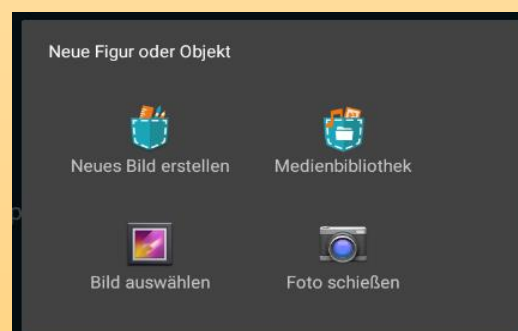 Neue Figur oder Objekt
Neues Bild erstellen
Medienbibliothek
Bild auswählen
Foto schießen